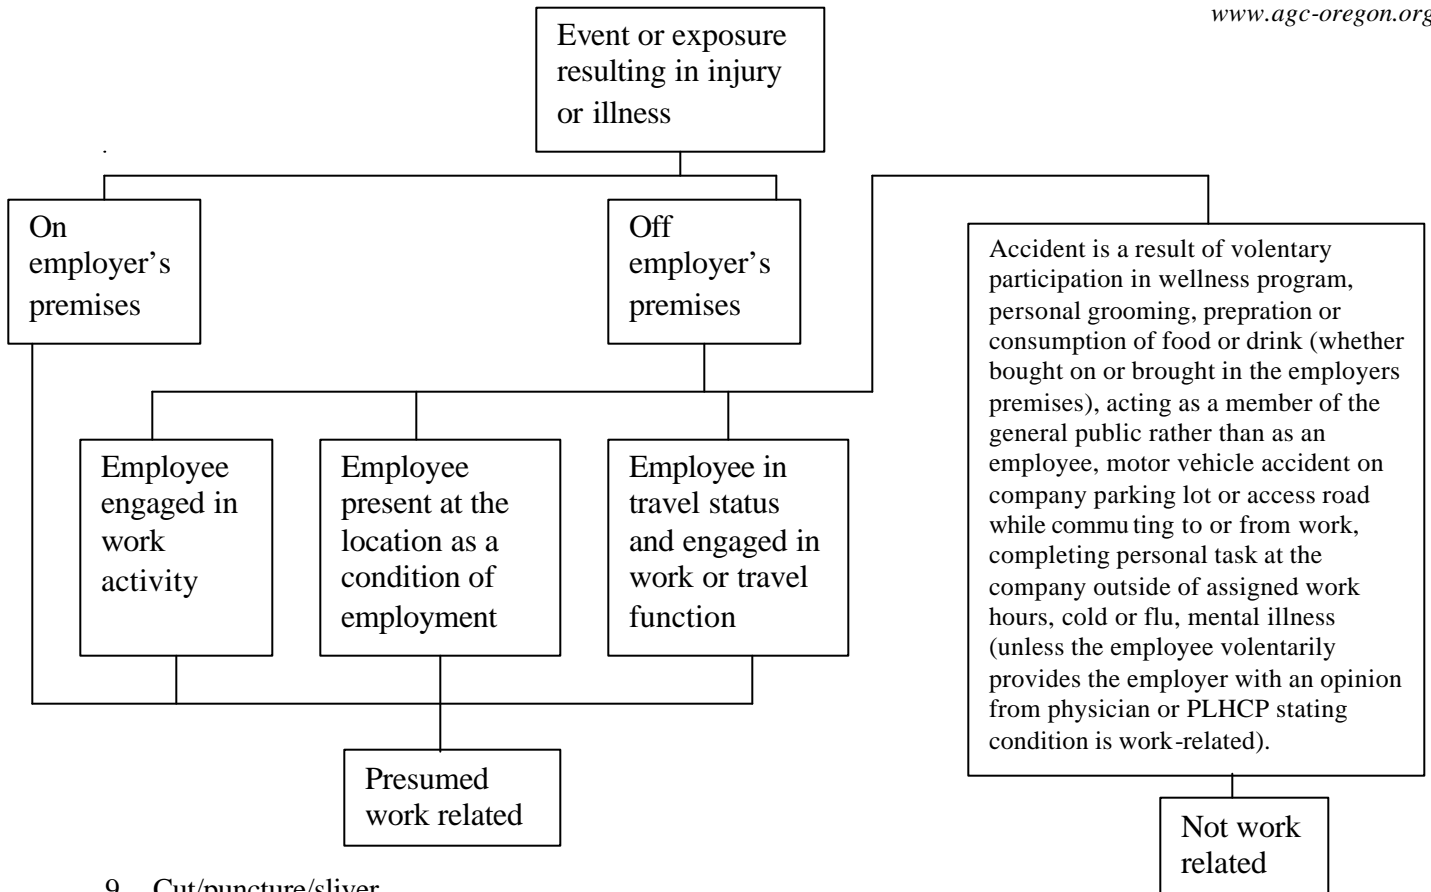 www.agc-oregon.org
Event or exposure
resulting in injury
or illness
On
employer's
premises
Off
employer's
premises
Accident is a result of volentary
participation in wellness program,
personal grooming, prepration or
consumption of food or drink (whether
bought on or brought in the employers
premises), acting as a member of the
general public rather than as an
employee, motor vehicle accident on
company parking lot or access road
while commuting to or from work,
completing personal task at the
company outside of assigned work
hours, cold or flu, mental illness
(unless the employee volentarily
provides the employer with an opinion
from physician or PLHCP stating
condition is work-related).
Employee
engaged in
work
activity
Employee
present at the
location as a
condition of
employment
Employee in
travel status
and engaged in
work or travel
function
Presumed
work related
Not work
related
9. Cut/puncture/sliver